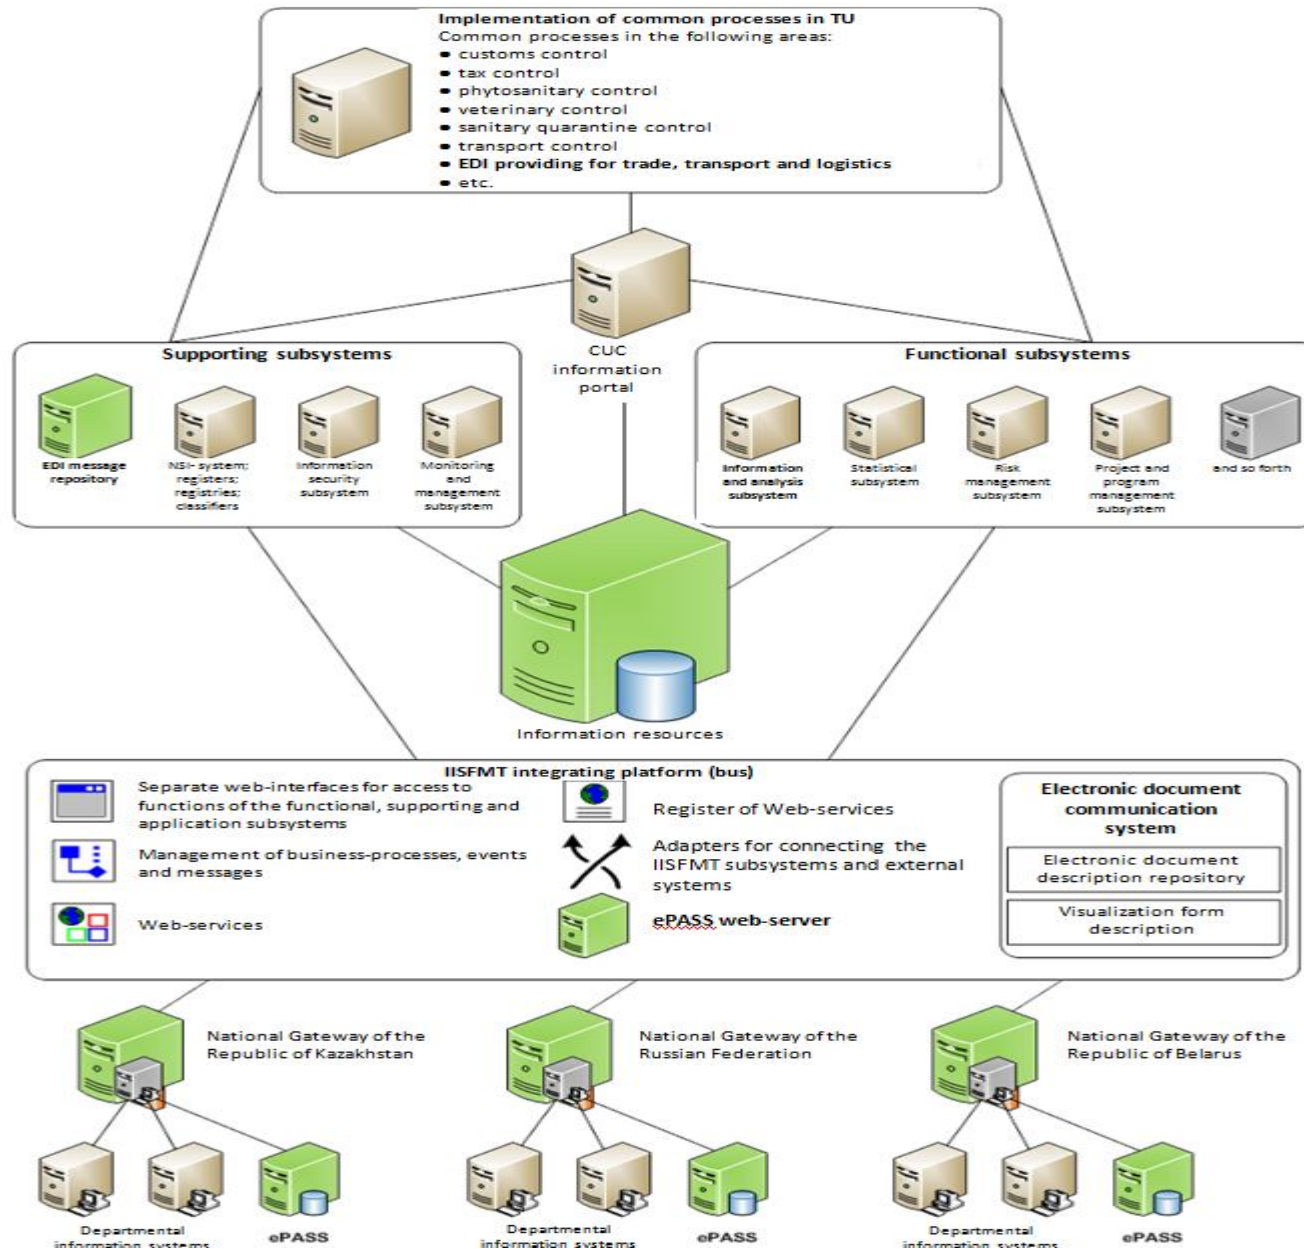 Implementation of common processes in TU
Common processes in the following areas:
• customs control
• tax control
• phytosanitary control
• veterinary control
• sanitary quarantine control
• transport control
• EDI providing for trade, transport and logistics
• etc.
CUC
information
portal
Supporting subsystems
EDI message
repository
NSI- system;
registers;
registries;
classifiers
Information
security
subsystem
Monitoring
and
management
subsystem
Functional subsystems
Information
and analysis
subsystem
Statistical
subsystem
Risk
management
subsystem
Project and
program
management
subsystem
and so forth
Information resources
IISFMT integrating platform (bus)
Separate web-interfaces for access to
functions of the functional, supporting and
application subsystems
Management of business-processes, events
and messages
Web-services
Register of Web-services
Adapters for connecting the
IISFMT subsystems and external
systems
ePASS web-server
Electronic document
communication
system
Electronic document
description repository
Visualization form
description
National Gateway of the
Republic of Kazakhstan
National Gateway of the
Russian Federation
National Gateway of the
Republic of Belarus
Departmental
information systems
ePASS
Departmental
information systems
ePASS
Departmental
information systems
ePASS